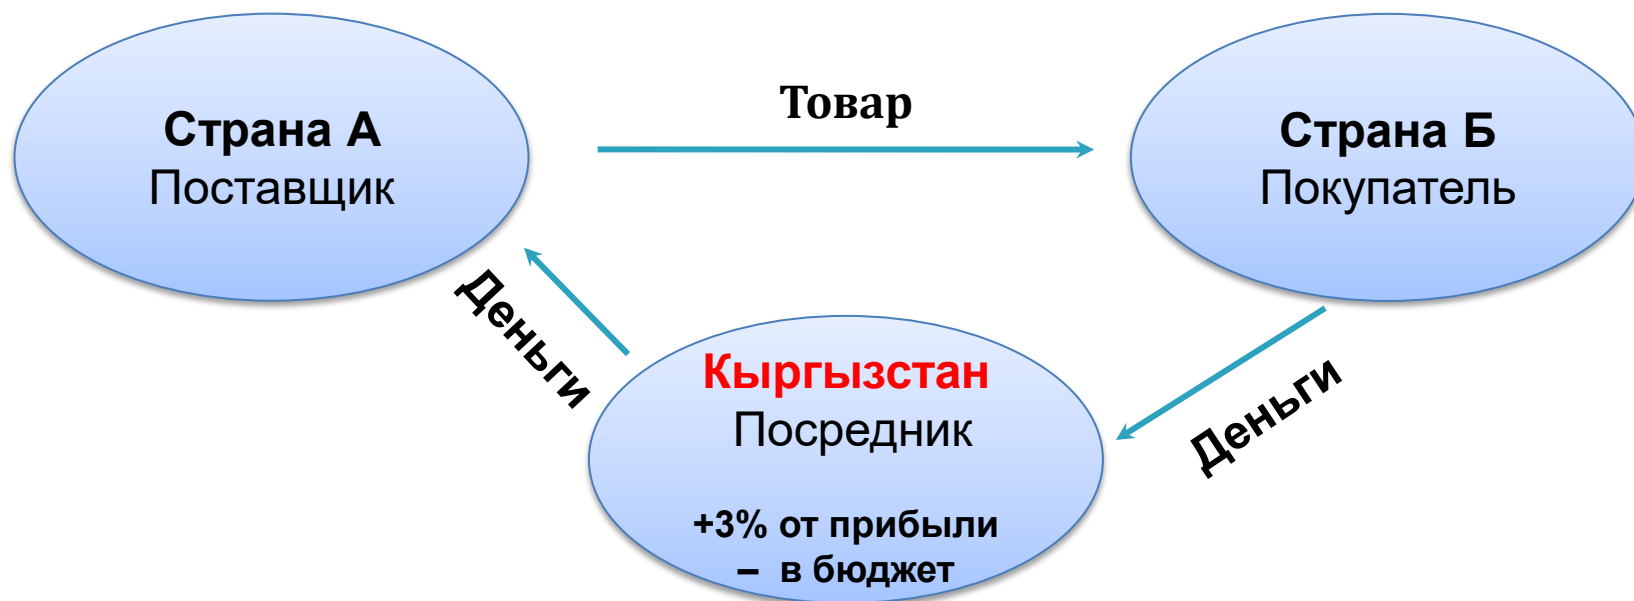 Страна А
Поставщик
Товар
Страна Б
Покупатель
Деньги
Кыргызстан
Посредник
+3% от прибыли
– в бюджет
Деньги